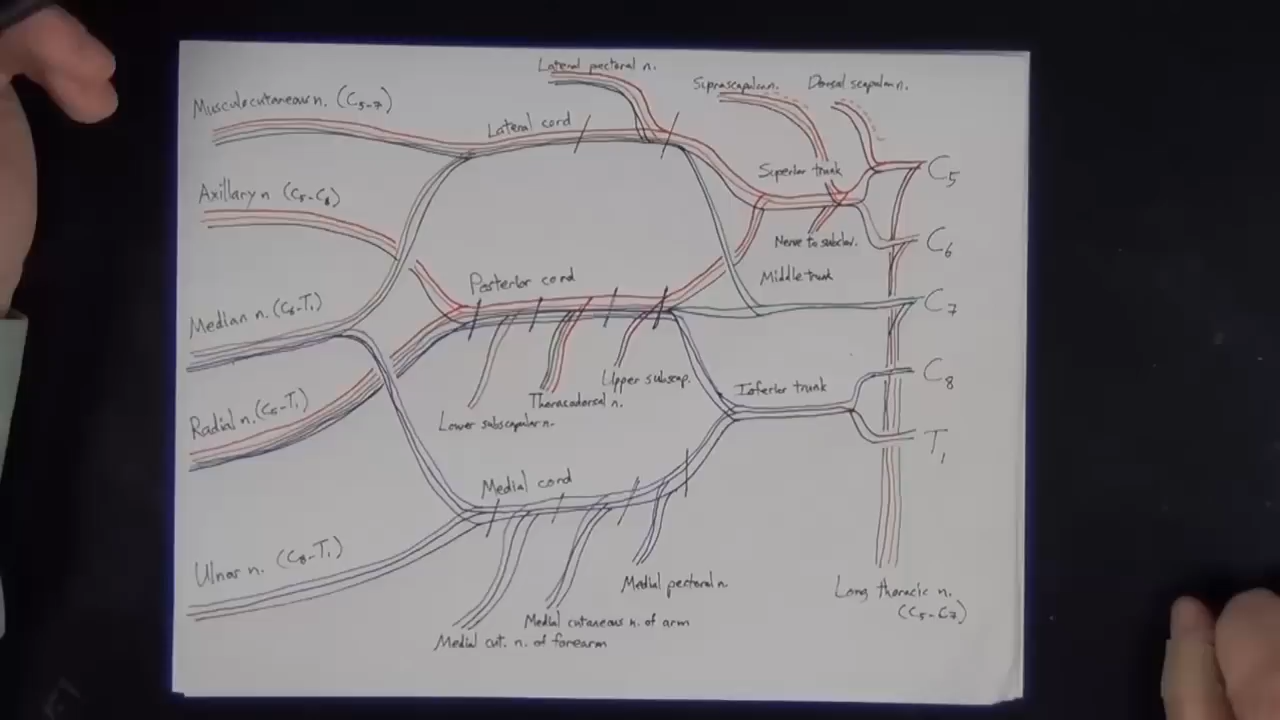 Lateral pectoral n.
Suprascapular n.
Dorsal scapular n.
Musculocutaneous n. (C5-7)
Lateral cord
Superior trunk
C5
Axillary n (C5-C6)
Nerve to subclav.
C6
Posterior cord
Middle trunk
Median n. (C6-T1)
C7
Upper subscap.
C8
Thoracodorsal n.
Inferior trunk
Radial n. (C5-T1)
Lower subscapular n.
T1
Medial cord
Ulnar n. (C8-T1)
Medial pectoral n.
Long thoracic n.
(C5-C7)
Medial cutaneous n. of arm
Medial cut. n. of forearm